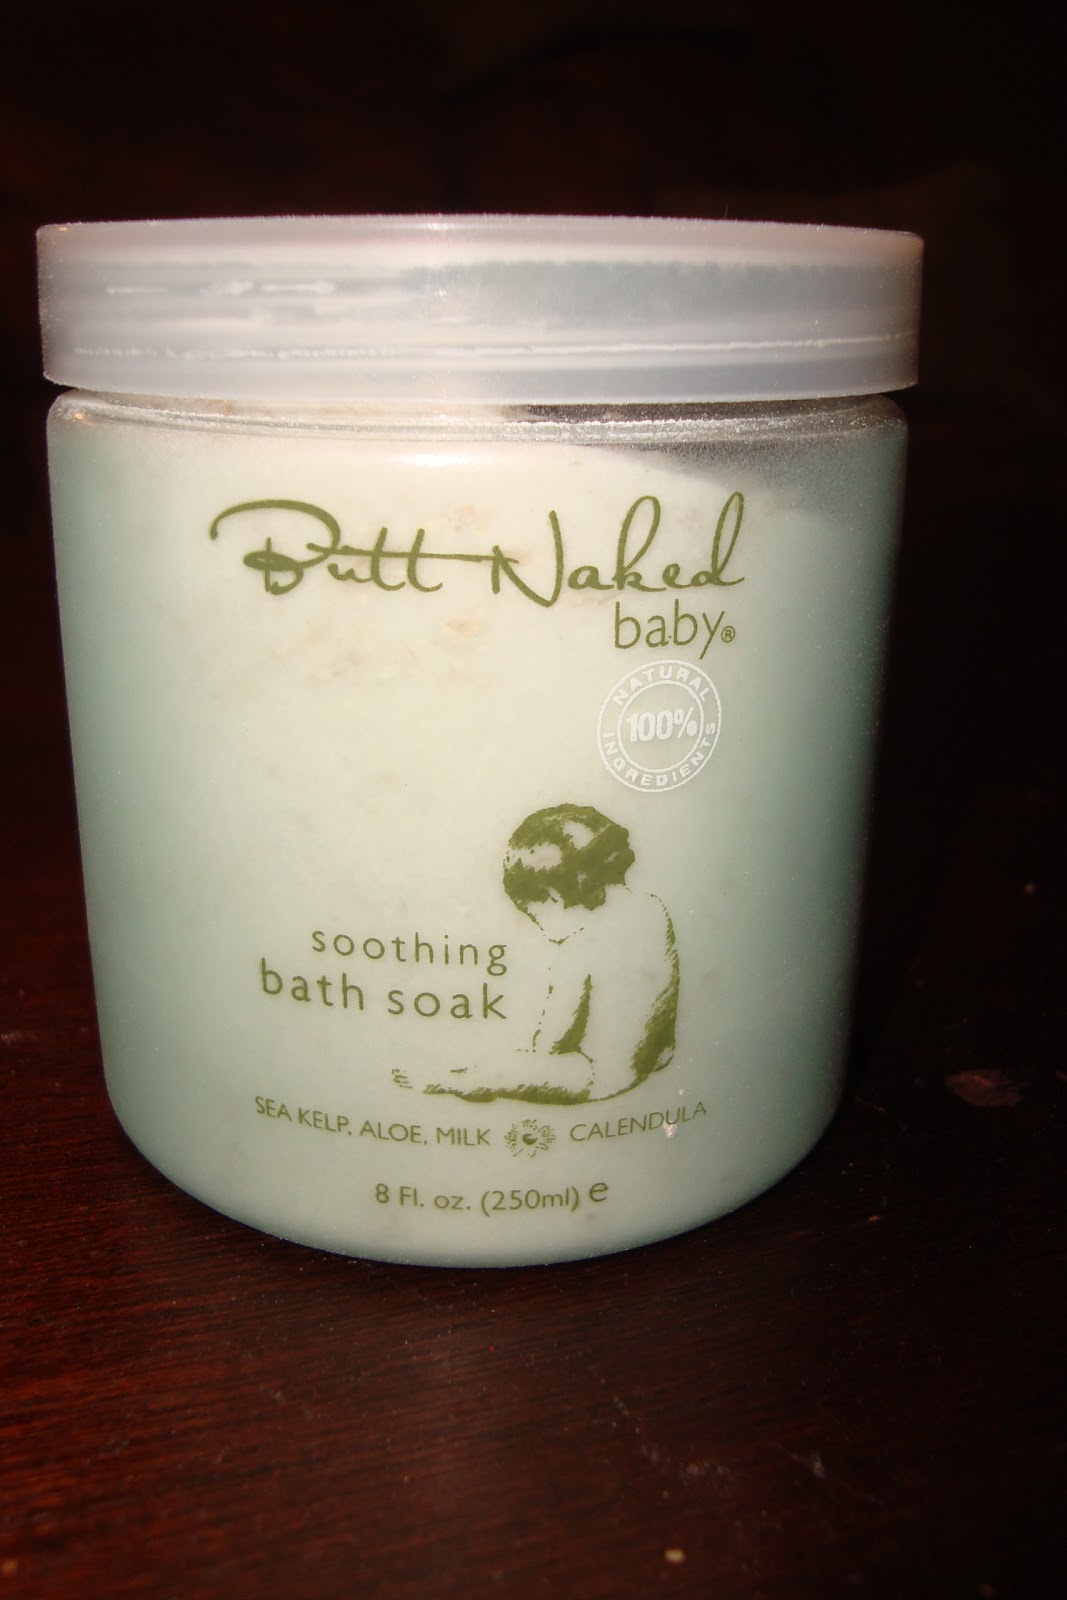 Butt Naked
baby®
NATURAL
100%
INGREDIENTS
soothing
bath soak
SEA KELP, ALOE, MILK CALENDULA
8 Fl. oz. (250ml) ℮